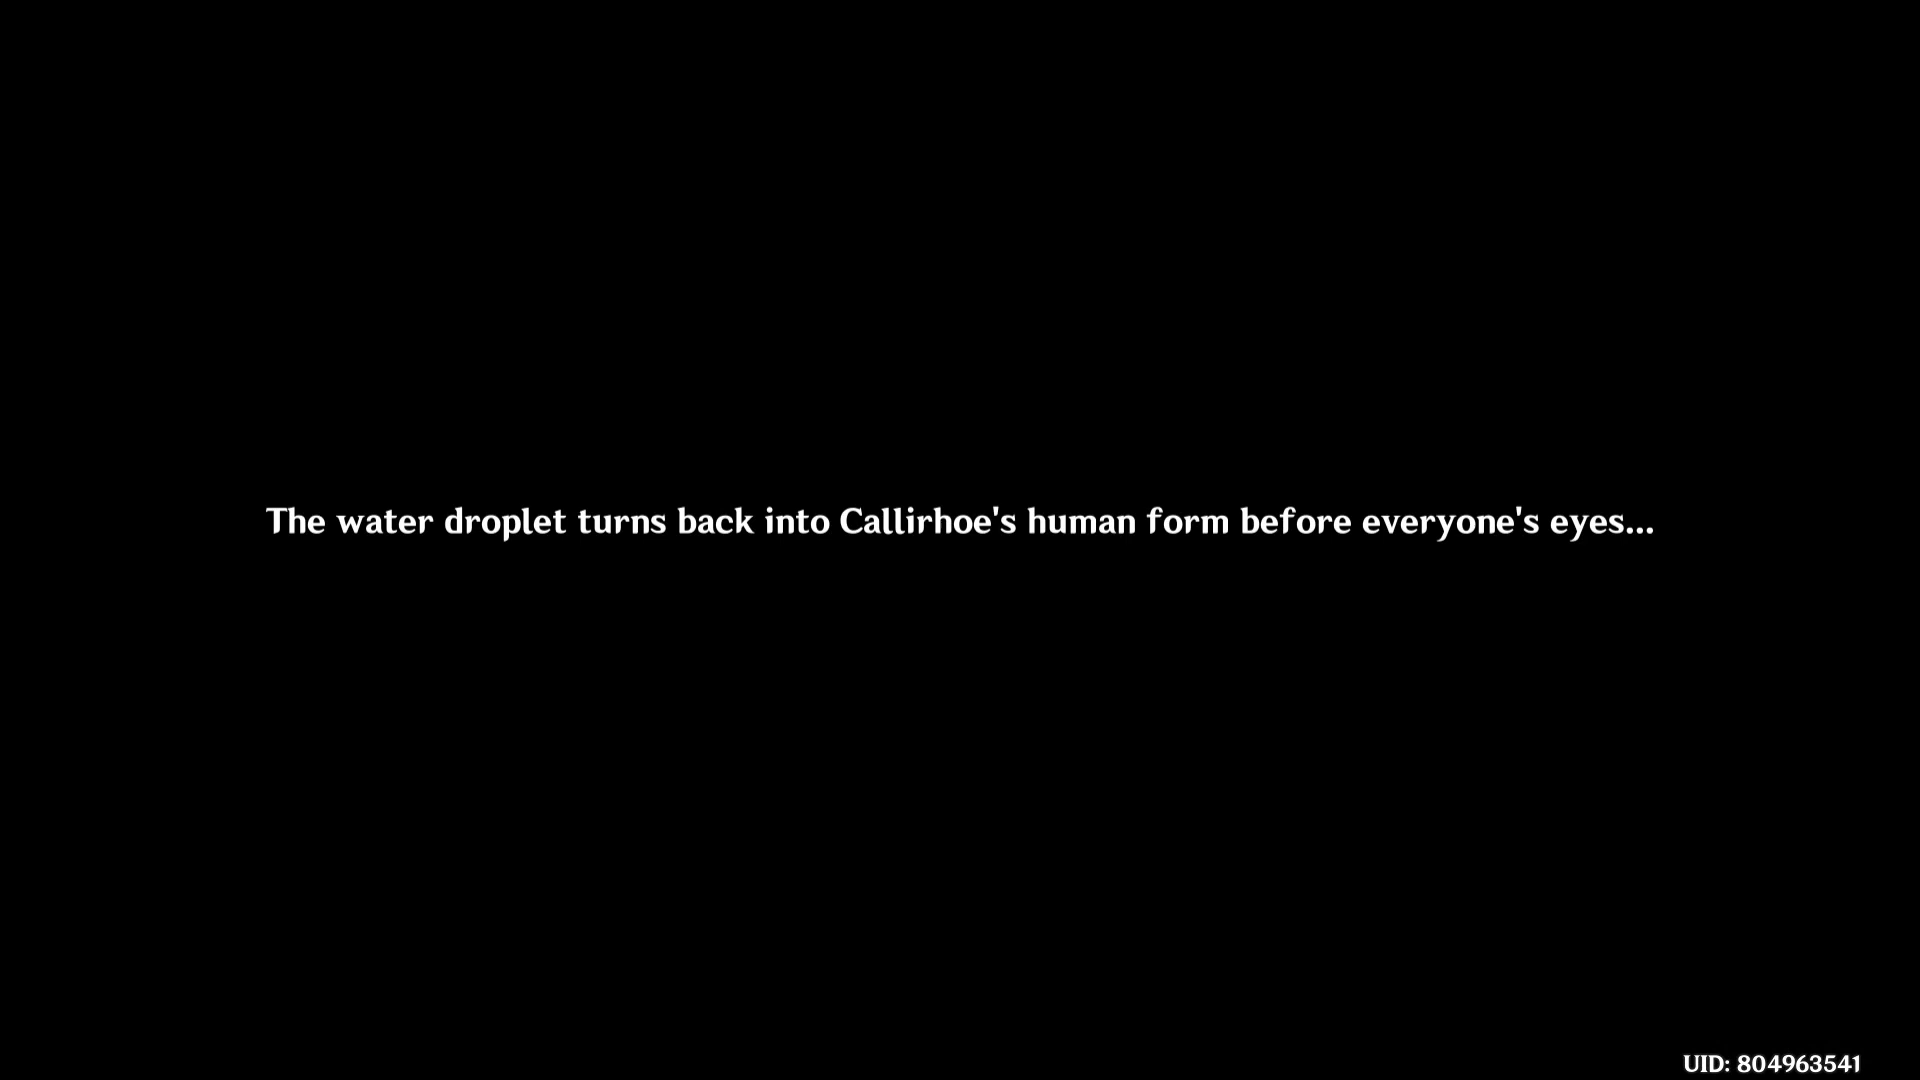 The water droplet turns back into Callirhoe's human form before everyone's eyes...
UID: 804963541